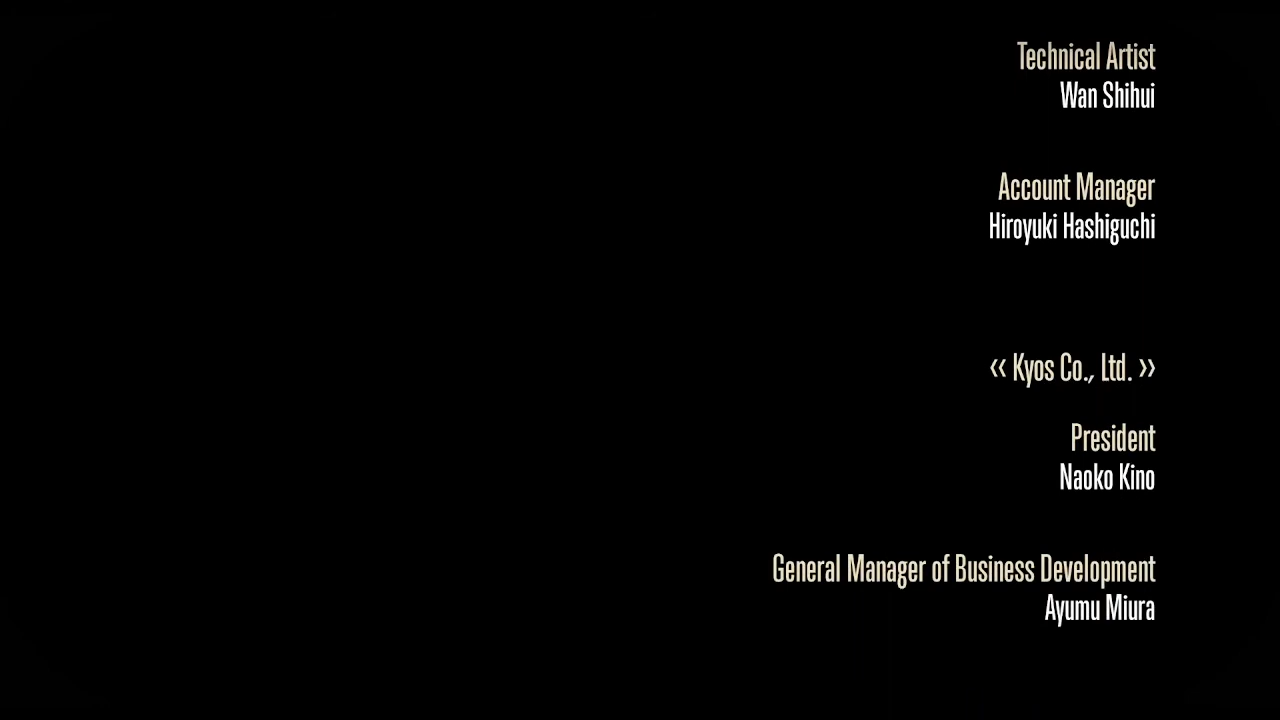 Technical Artist
Wan Shihui
Account Manager
Hiroyuki Hashiguchi
‹‹ Kyos Co., Ltd. ››
President
Naoko Kino
General Manager of Business Development
Ayumu Miura